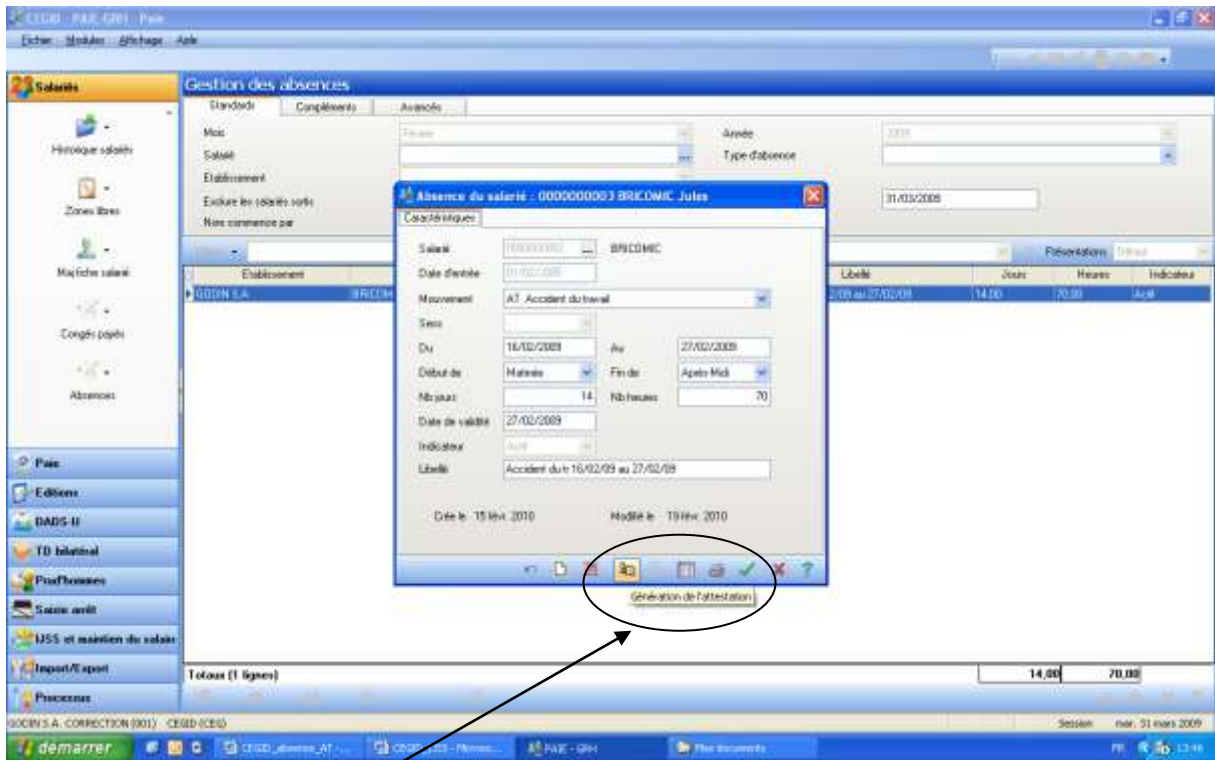 CEGID - PAIE-GRH - Paie
Fichier Modules Affichage Aide
Salariés
Gestion des absences
Standards Compléments Avancés
Historique salariés
Mois Année
Salarié Type d'absence
Etablissement
Zones libres
Exclure les salariés sortis 31/03/2009
Nom commence par
Absence du salarié : 0000000003 BRICOMIC Jules
Caractéristiques
Salarié ... BRICOMIC
Date d'entrée
Mouvement AT Accident du travail
Sens
Du 16/02/2009 Au 27/02/2009
Début de Matinée Fin de Après Midi
Nb jours 14 Nb heures 70
Date de validité 27/02/2009
Indicateur
Libellé Accident du tr 16/02/09 au 27/02/09
Crée le 15 févr. 2010 Modifié le 19 févr. 2010
Génération de l'attestation
Présentations
Etablissement Libellé Jours Heures Indicateur
GODIN S.A. 14,00 70,00
Maj fiche salarié
Congés payés
Absences
Paie
Editions
DADS-U
TD bilatéral
Prud'hommes
Saisie arrêt
IJSS et maintien du salaire
Import/Export
Processus
Totaux (1 lignes) 14,00 70,00
GODIN S.A. CORRECTION (001) CEGID (CEG) Session mar. 31 mars 2009
démarrer CEGID_absence_AT-... PAIE - GRH Mes documents FR 13:46